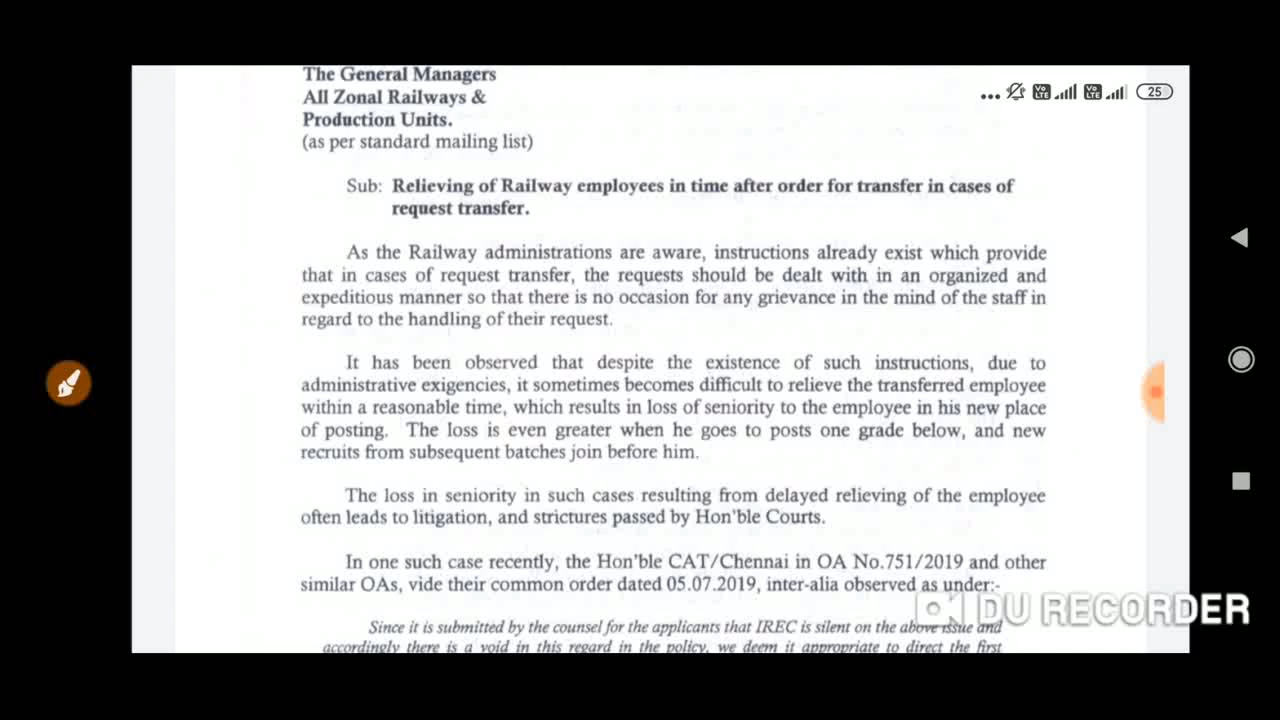 The General Managers
All Zonal Railways &
Production Units.
(as per standard mailing list)
25
Sub: Relieving of Railway employees in time after order for transfer in cases of
request transfer.
As the Railway administrations are aware, instructions already exist which provide
that in cases of request transfer, the requests should be dealt with in an organized and
expeditious manner so that there is no occasion for any grievance in the mind of the staff in
regard to the handling of their request.
It has been observed that despite the existence of such instructions, due to
administrative exigencies, it sometimes becomes difficult to relieve the transferred employee
within a reasonable time, which results in loss of seniority to the employee in his new place
of posting. The loss is even greater when he goes to posts one grade below, and new
recruits from subsequent batches join before him.
The loss in seniority in such cases resulting from delayed relieving of the employee
often leads to litigation, and strictures passed by Hon'ble Courts.
In one such case recently, the Hon'ble CAT/Chennai in OA No.751/2019 and other
similar OAs, vide their common order dated 05.07.2019, inter-alia observed as under:-
DU RECORDER
Since it is submitted by the counsel for the applicants that IREC is silent on the above issue and
accordingly there is a void in this regard in the policy, we deem it appropriate to direct the first